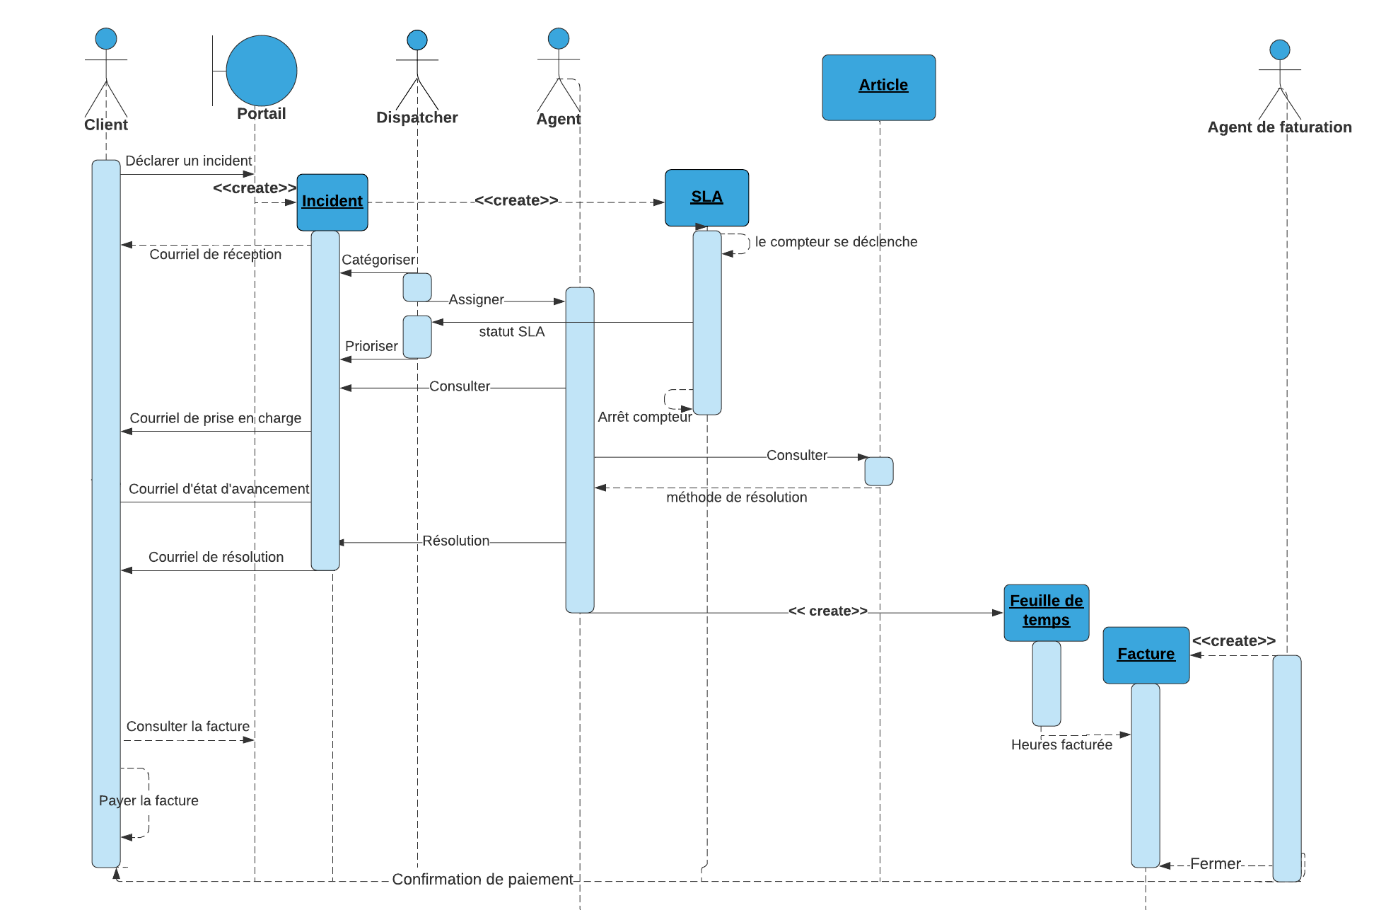 Client
Portail
Dispatcher
Agent
Article
Agent de faturation
Déclarer un incident
<<create>>
Incident
<<create>>
SLA
le compteur se déclenche
Courriel de réception
Catégoriser
Assigner
statut SLA
Prioriser
Consulter
Arrêt compteur
Courriel de prise en charge
Consulter
Courriel d'état d'avancement
méthode de résolution
Résolution
Courriel de résolution
<< create>>
Feuille de
temps
<<create>>
Facture
Consulter la facture
Heures facturée
Payer la facture
Fermer
Confirmation de paiement